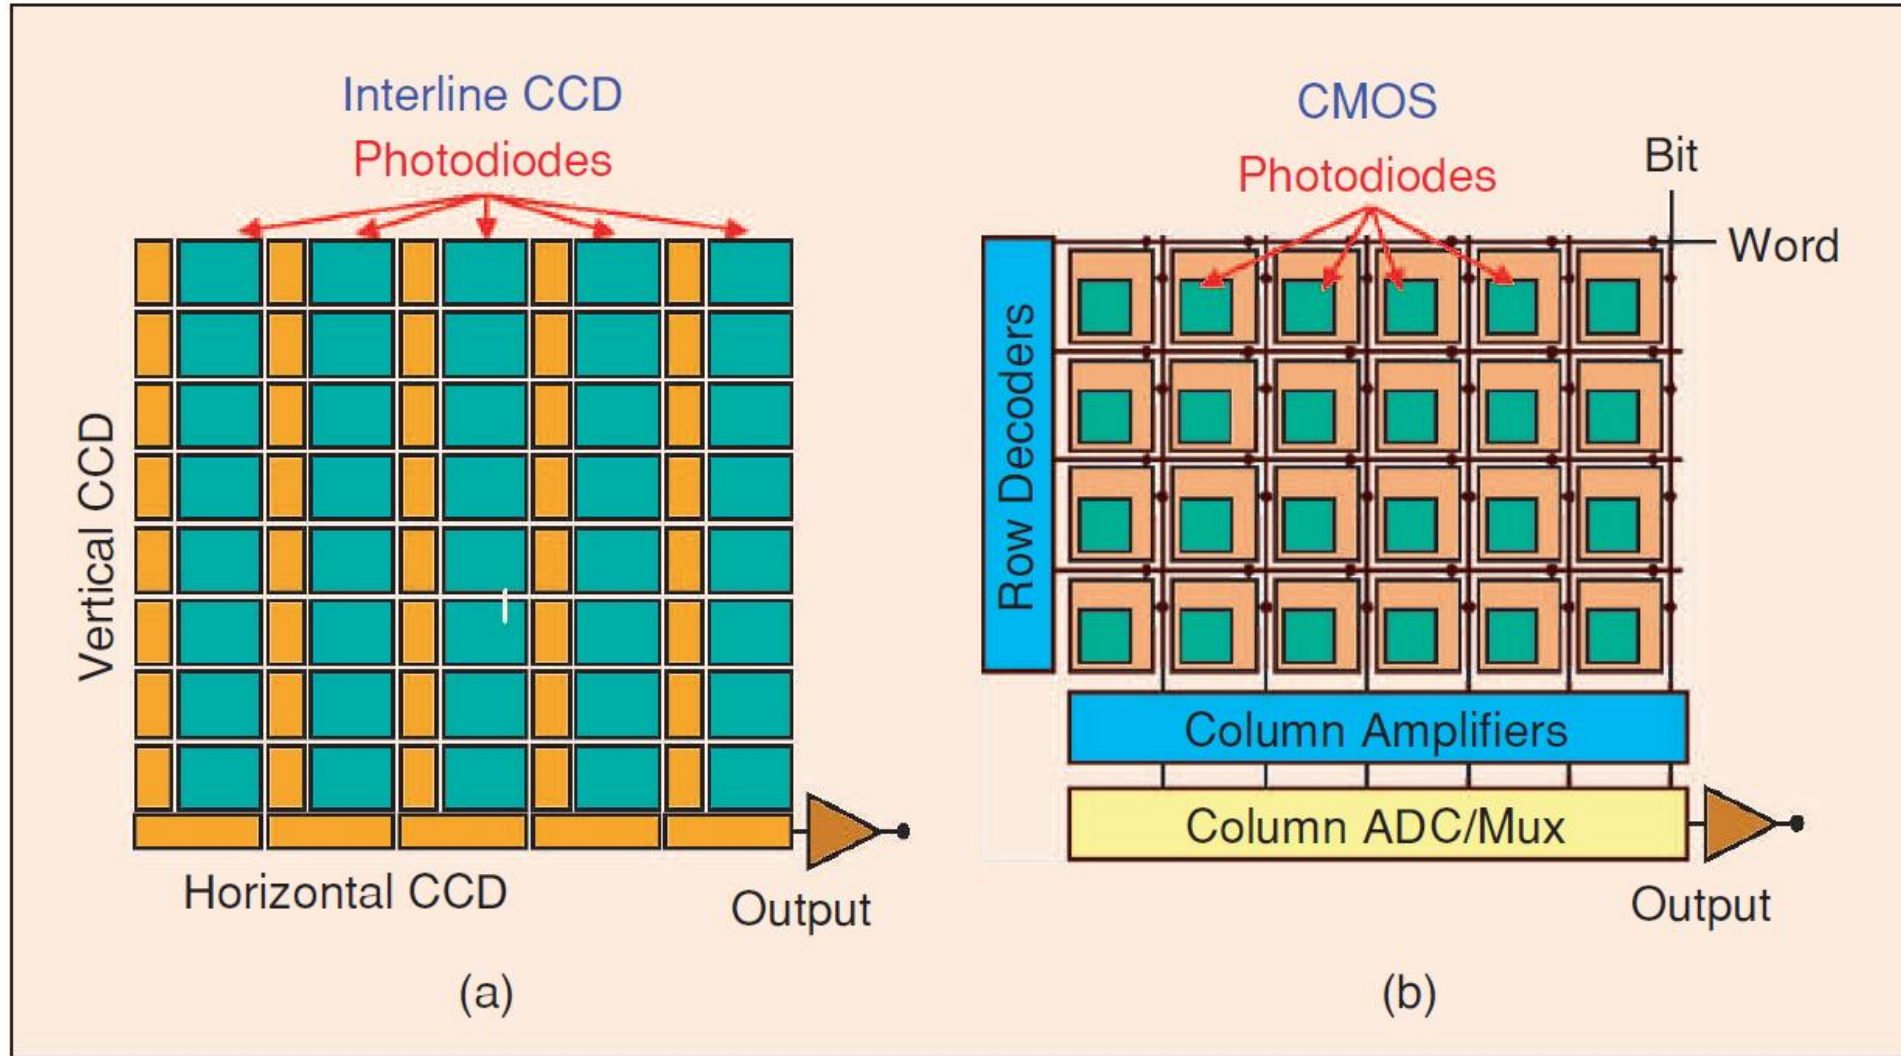 Interline CCD
Photodiodes
Vertical CCD
Horizontal CCD
Output
(a)
CMOS
Photodiodes
Bit
Word
Row Decoders
Column Amplifiers
Column ADC/Mux
Output
(b)